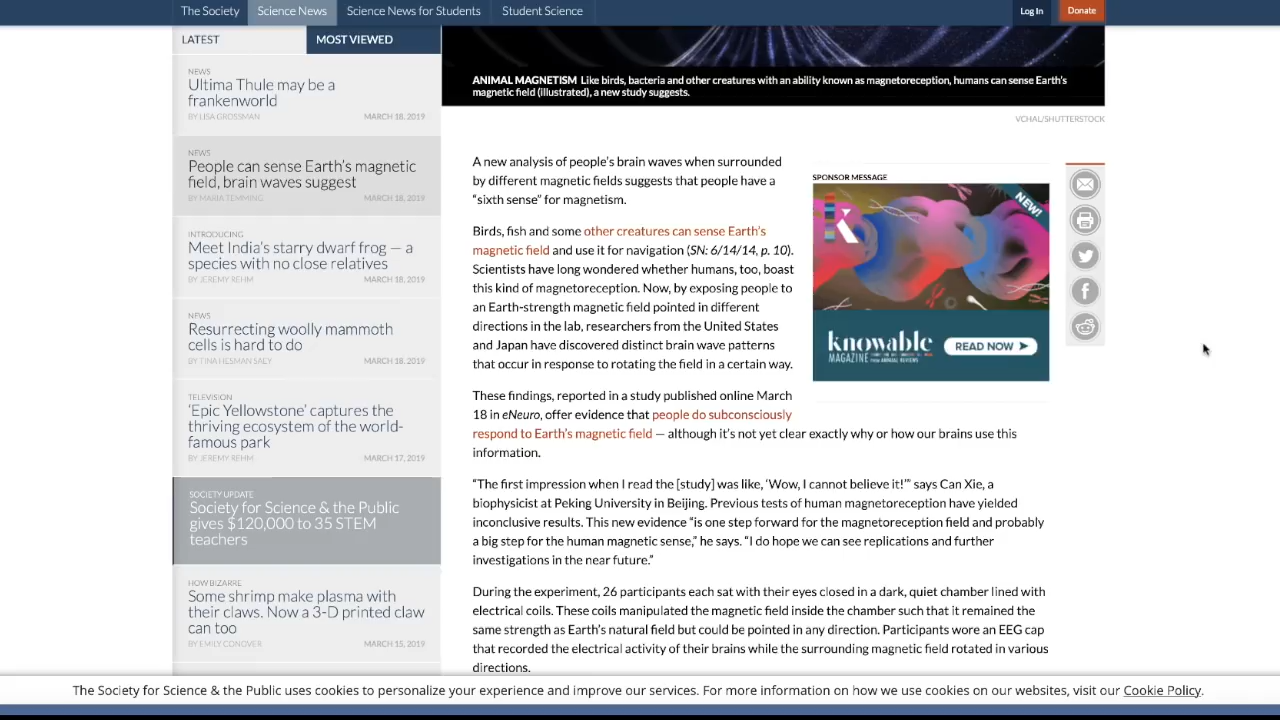 The Society
Science News
Science News for Students
Student Science
Log In
Donate
LATEST
MOST VIEWED
NEWS
Ultima Thule may be a
frankenworld
BY LISA GROSSMAN
MARCH 18, 2019
NEWS
People can sense Earth’s magnetic
field, brain waves suggest
BY MARIA TEMMING
MARCH 18, 2019
INTRODUCING
Meet India’s starry dwarf frog — a
species with no close relatives
BY JEREMY REHM
MARCH 18, 2019
NEWS
Resurrecting woolly mammoth
cells is hard to do
BY TINA HESMAN SAEY
MARCH 18, 2019
TELEVISION
‘Epic Yellowstone’ captures the
thriving ecosystem of the world-
famous park
BY JEREMY REHM
MARCH 17, 2019
SOCIETY UPDATE
Society for Science & the Public
gives $120,000 to 35 STEM
teachers
HOW BIZARRE
Some shrimp make plasma with
their claws. Now a 3-D printed claw
can too
BY EMILY CONOVER
MARCH 15, 2019
ANIMAL MAGNETISM Like birds, bacteria and other creatures with an ability known as magnetoreception, humans can sense Earth’s
magnetic field (illustrated), a new study suggests.
VCHAL/SHUTTERSTOCK
A new analysis of people’s brain waves when surrounded
by different magnetic fields suggests that people have a
“sixth sense” for magnetism.
Birds, fish and some other creatures can sense Earth’s
magnetic field and use it for navigation (SN: 6/14/14, p. 10).
Scientists have long wondered whether humans, too, boast
this kind of magnetoreception. Now, by exposing people to
an Earth-strength magnetic field pointed in different
directions in the lab, researchers from the United States
and Japan have discovered distinct brain wave patterns
that occur in response to rotating the field in a certain way.
These findings, reported in a study published online March
18 in eNeuro, offer evidence that people do subconsciously
respond to Earth’s magnetic field — although it’s not yet clear exactly why or how our brains use this
information.
“The first impression when I read the [study] was like, ‘Wow, I cannot believe it!’” says Can Xie, a
biophysicist at Peking University in Beijing. Previous tests of human magnetoreception have yielded
inconclusive results. This new evidence “is one step forward for the magnetoreception field and probably
a big step for the human magnetic sense,” he says. “I do hope we can see replications and further
investigations in the near future.”
During the experiment, 26 participants each sat with their eyes closed in a dark, quiet chamber lined with
electrical coils. These coils manipulated the magnetic field inside the chamber such that it remained the
same strength as Earth’s natural field but could be pointed in any direction. Participants wore an EEG cap
that recorded the electrical activity of their brains while the surrounding magnetic field rotated in various
directions.
SPONSOR MESSAGE
NEW!
K
knowable
MAGAZINE
READ NOW
The Society for Science & the Public uses cookies to personalize your experience and improve our services. For more information on how we use cookies on our websites, visit our Cookie Policy.